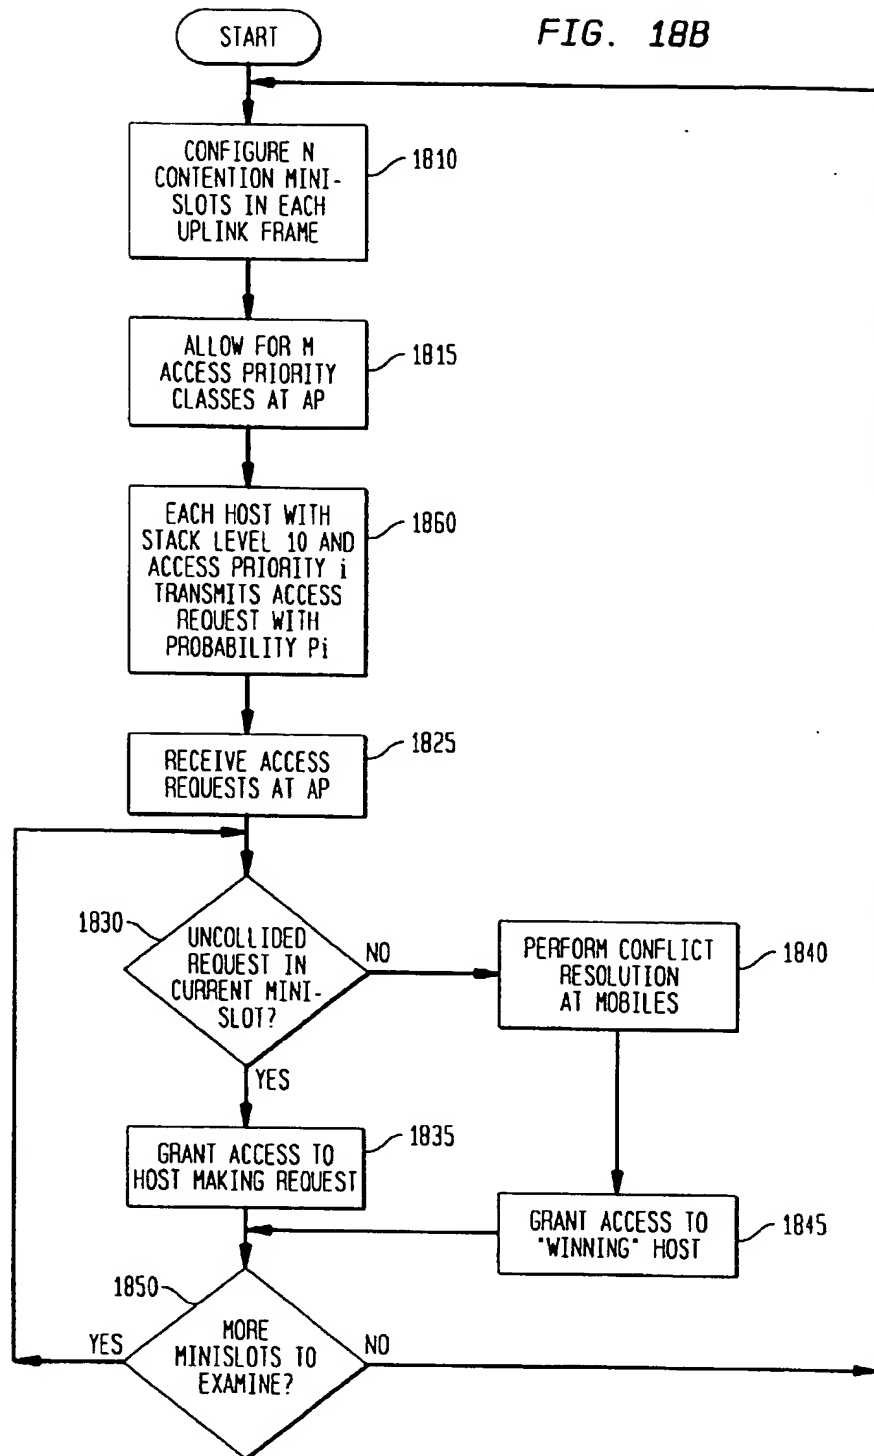 START
FIG. 18B
CONFIGURE N
CONTENTION MINI-
SLOTS IN EACH
UPLINK FRAME
1810
ALLOW FOR M
ACCESS PRIORITY
CLASSES AT AP
1815
EACH HOST WITH
STACK LEVEL 10 AND
ACCESS PRIORITY i
TRANSMITS ACCESS
REQUEST WITH
PROBABILITY Pi
1860
RECEIVE ACCESS
REQUESTS AT AP
1825
1830
UNCOLLIDED
REQUEST IN
CURRENT MINI-
SLOT?
NO
YES
PERFORM CONFLICT
RESOLUTION
AT MOBILES
1840
GRANT ACCESS TO
HOST MAKING REQUEST
1835
GRANT ACCESS TO
"WINNING" HOST
1845
1850
MORE
MINISLOTS TO
EXAMINE?
YES
NO